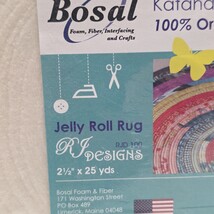 Bosal
Foam, Fiber, Interfacing
and Crafts
Kataha
100% Or
Jelly Roll Rug
RJ DESIGNS
2½" x 25 yds
Bosal Foam & Fiber
171 Washington Street
PO Box 489
Limerick, Maine 04048